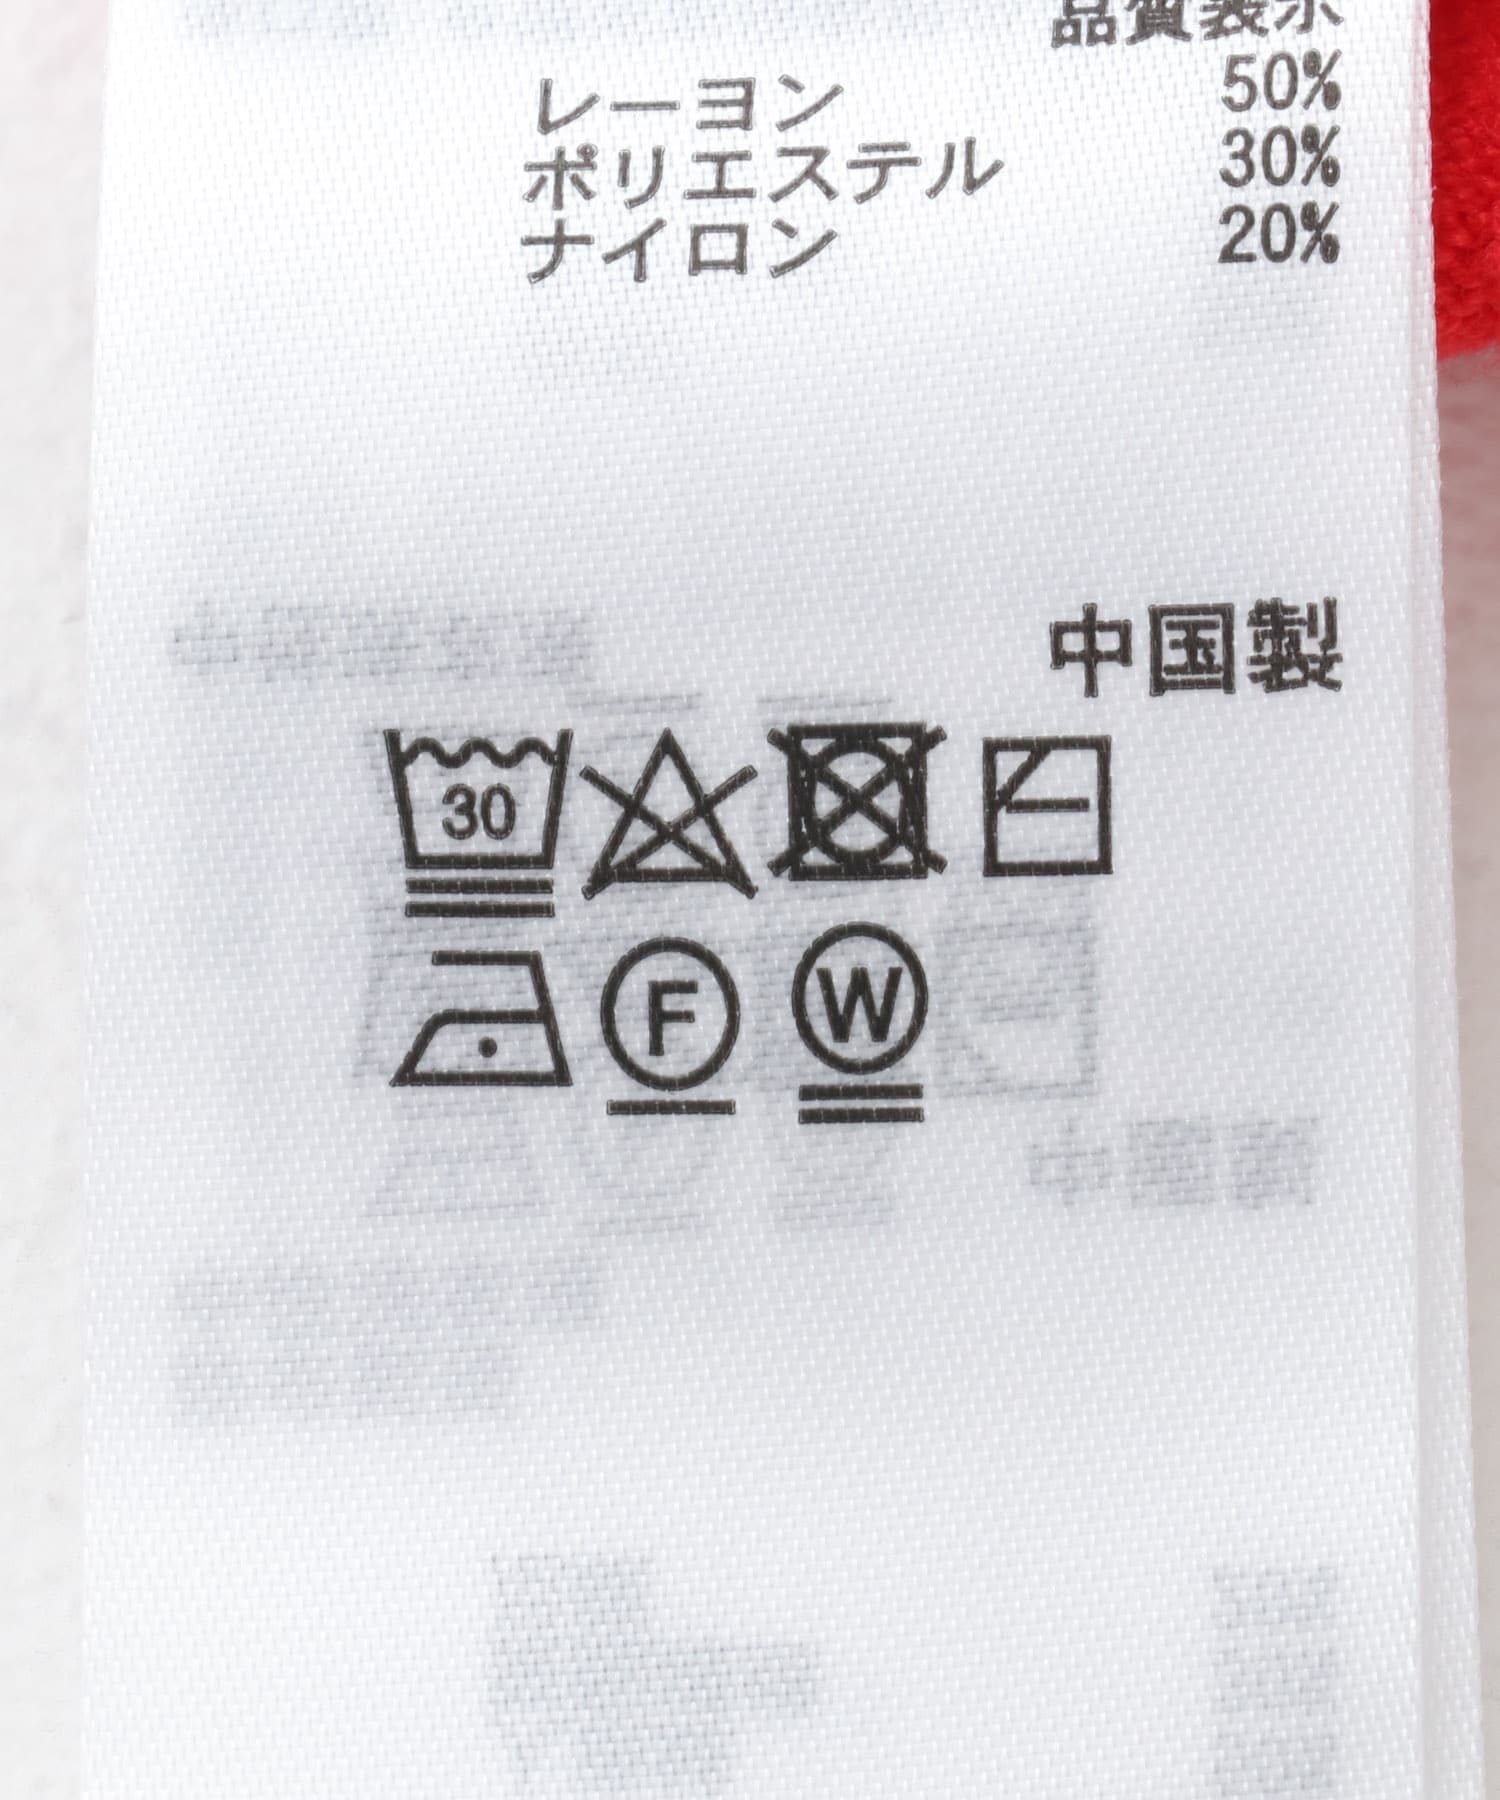 品質表示
レーヨン 50%
ポリエステル 30%
ナイロン 20%
中国製
30
F W